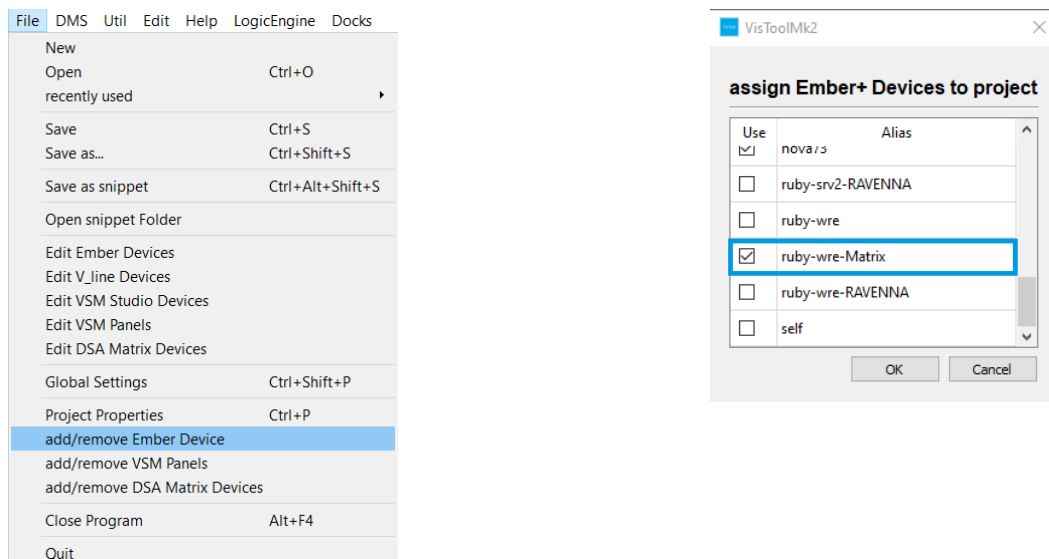 File DMS Util Edit Help LogicEngine Docks
New
Open Ctrl+O
recently used
Save Ctrl+S
Save as... Ctrl+Shift+S
Save as snippet Ctrl+Alt+Shift+S
Open snippet Folder
Edit Ember Devices
Edit V_line Devices
Edit VSM Studio Devices
Edit VSM Panels
Edit DSA Matrix Devices
Global Settings Ctrl+Shift+P
Project Properties Ctrl+P
add/remove Ember Device
add/remove VSM Panels
add/remove DSA Matrix Devices
Close Program Alt+F4
Quit
VisToolMk2
assign Ember+ Devices to project
Use Alias
nova73
ruby-srv2-RAVENNA
ruby-wre
ruby-wre-Matrix
ruby-wre-RAVENNA
self
OK Cancel